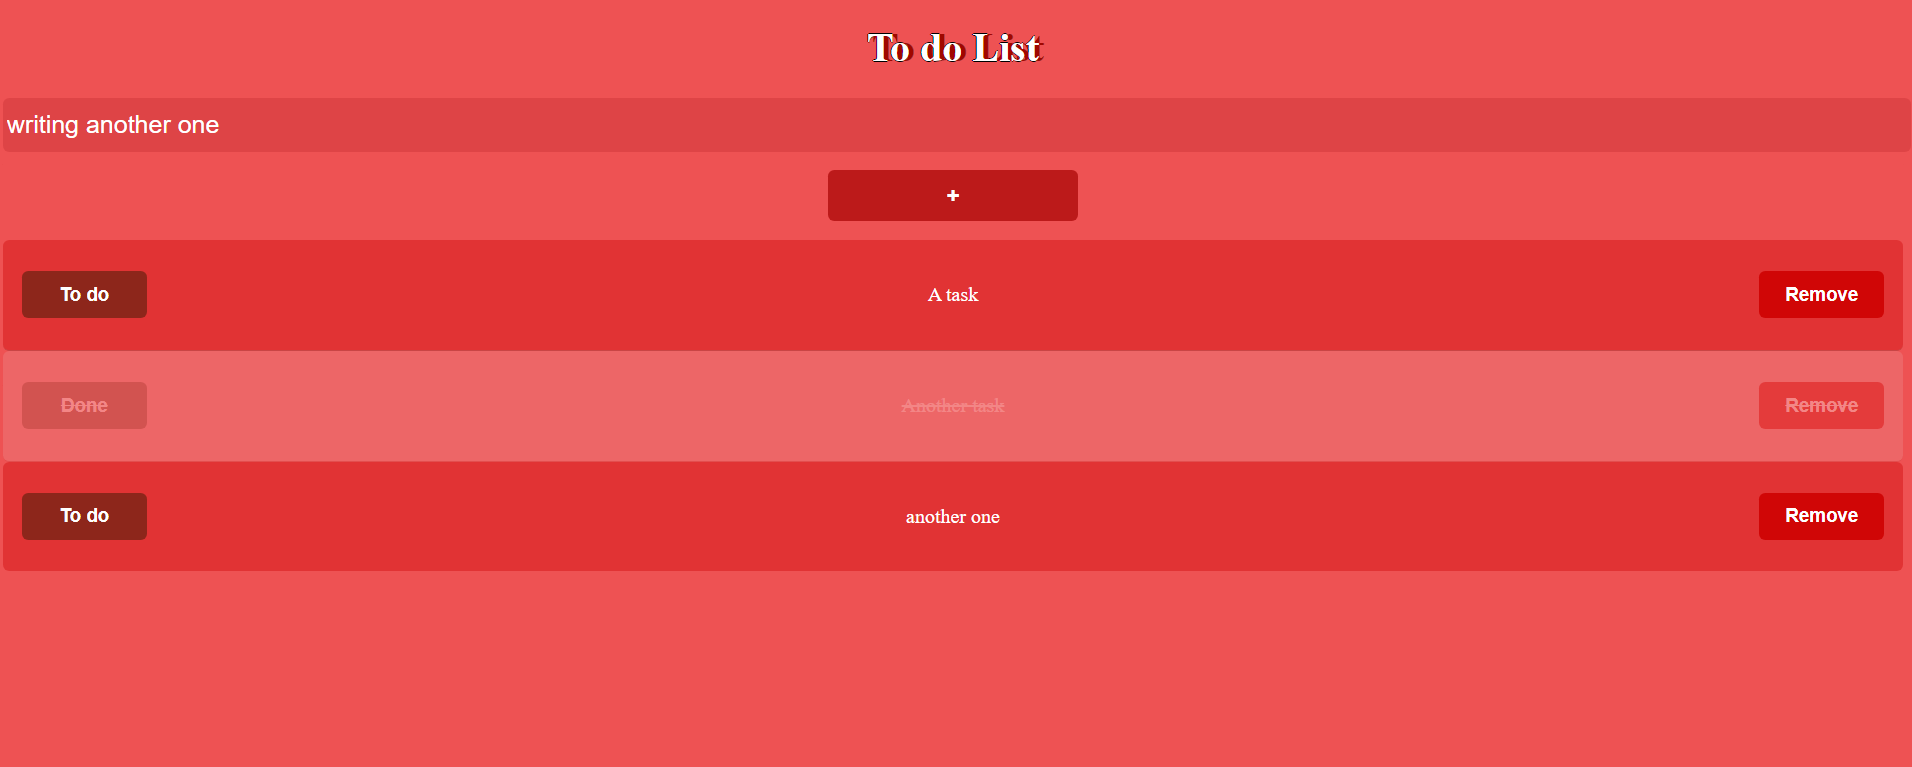 To do List
writing another one
+
To do A task Remove
Done Another task Remove
To do another one Remove